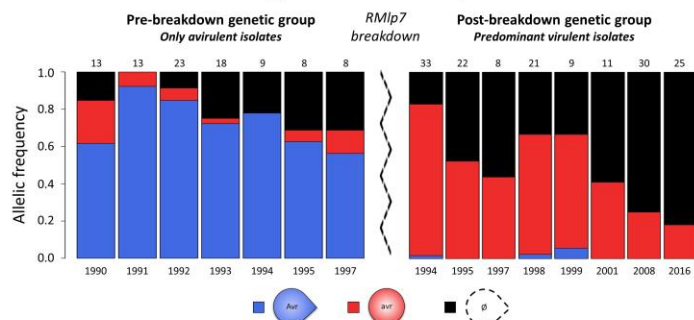 Pre-breakdown genetic group
Only avirulent isolates
RMlp7
breakdown
Post-breakdown genetic group
Predominant virulent isolates
13 13 23 18 9 8 8
33 22 8 21 9 11 30 25
Allelic frequency
1.0
0.8
0.6
0.4
0.2
0.0
1990 1991 1992 1993 1994 1995 1997
1994 1995 1997 1998 1999 2001 2008 2016
Avr
avr
ø